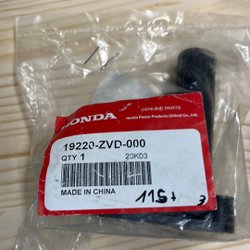 HONDA
GENUINE PARTS
Honda Power Products (China) Co., Ltd.
19220-ZVD-000
QTY 1 20K03
MADE IN CHINA
115+